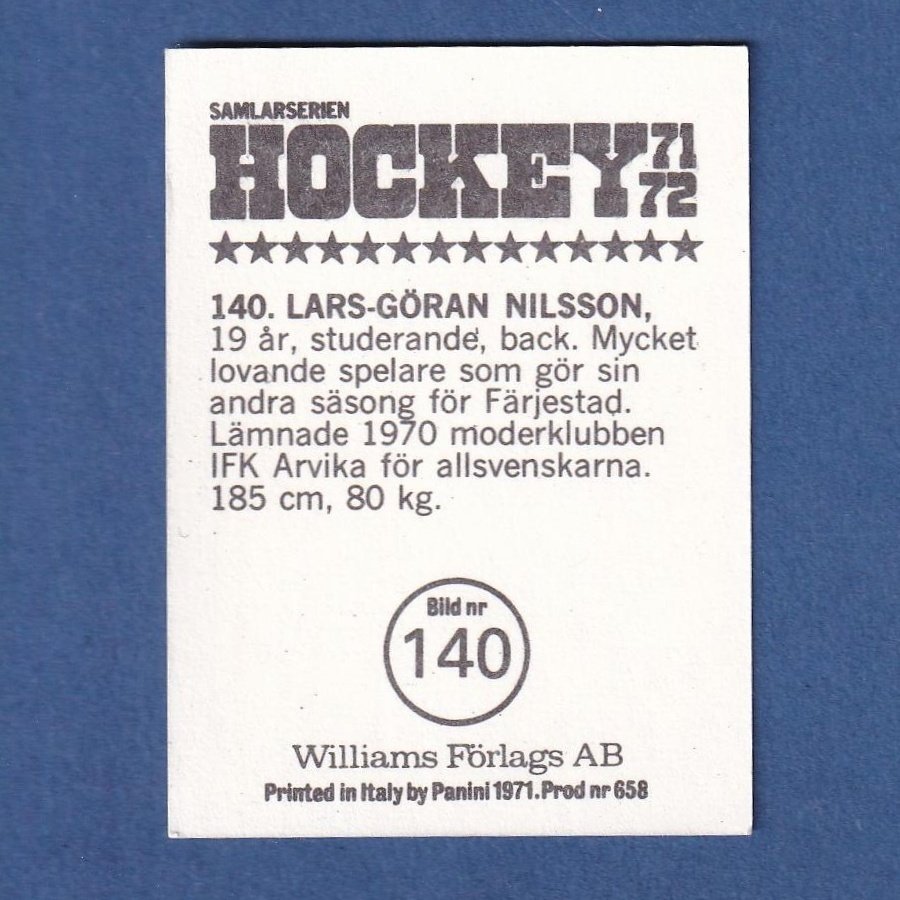 SAMLARSERIEN
HOCKEY 71 72
140. LARS-GÖRAN NILSSON,
19 år, studerande, back. Mycket
lovande spelare som gör sin
andra säsong för Färjestad.
Lämnade 1970 moderklubben
IFK Arvika för allsvenskarna.
185 cm, 80 kg.
Bild nr
140
Williams Förlags AB
Printed in Italy by Panini 1971. Prod nr 658